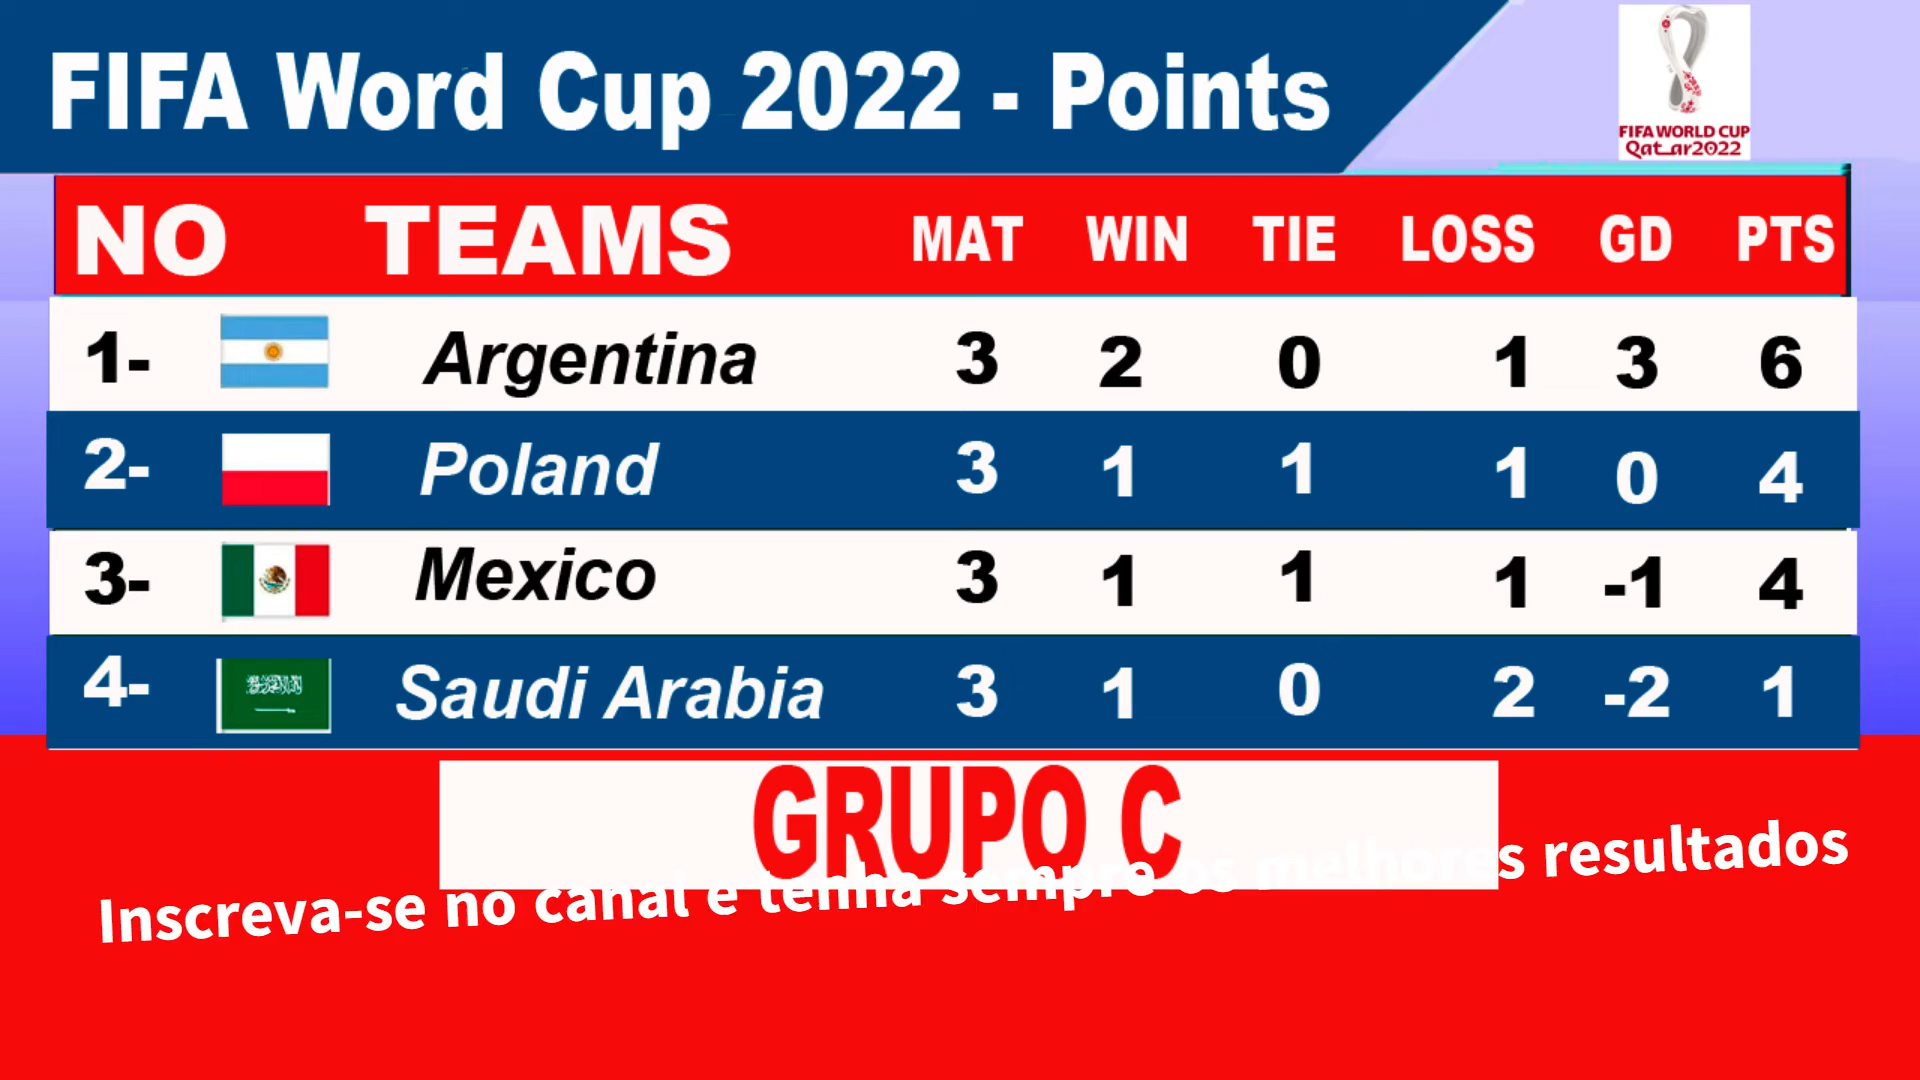 FIFA Word Cup 2022 - Points
FIFA WORLD CUP
Qatar2022
NO TEAMS MAT WIN TIE LOSS GD PTS
1- Argentina 3 2 0 1 3 6
2- Poland 3 1 1 1 0 4
3- Mexico 3 1 1 1 -1 4
4- Saudi Arabia 3 1 0 2 -2 1
GRUPO C
Inscreva-se no canal e tenha sempre os melhores resultados